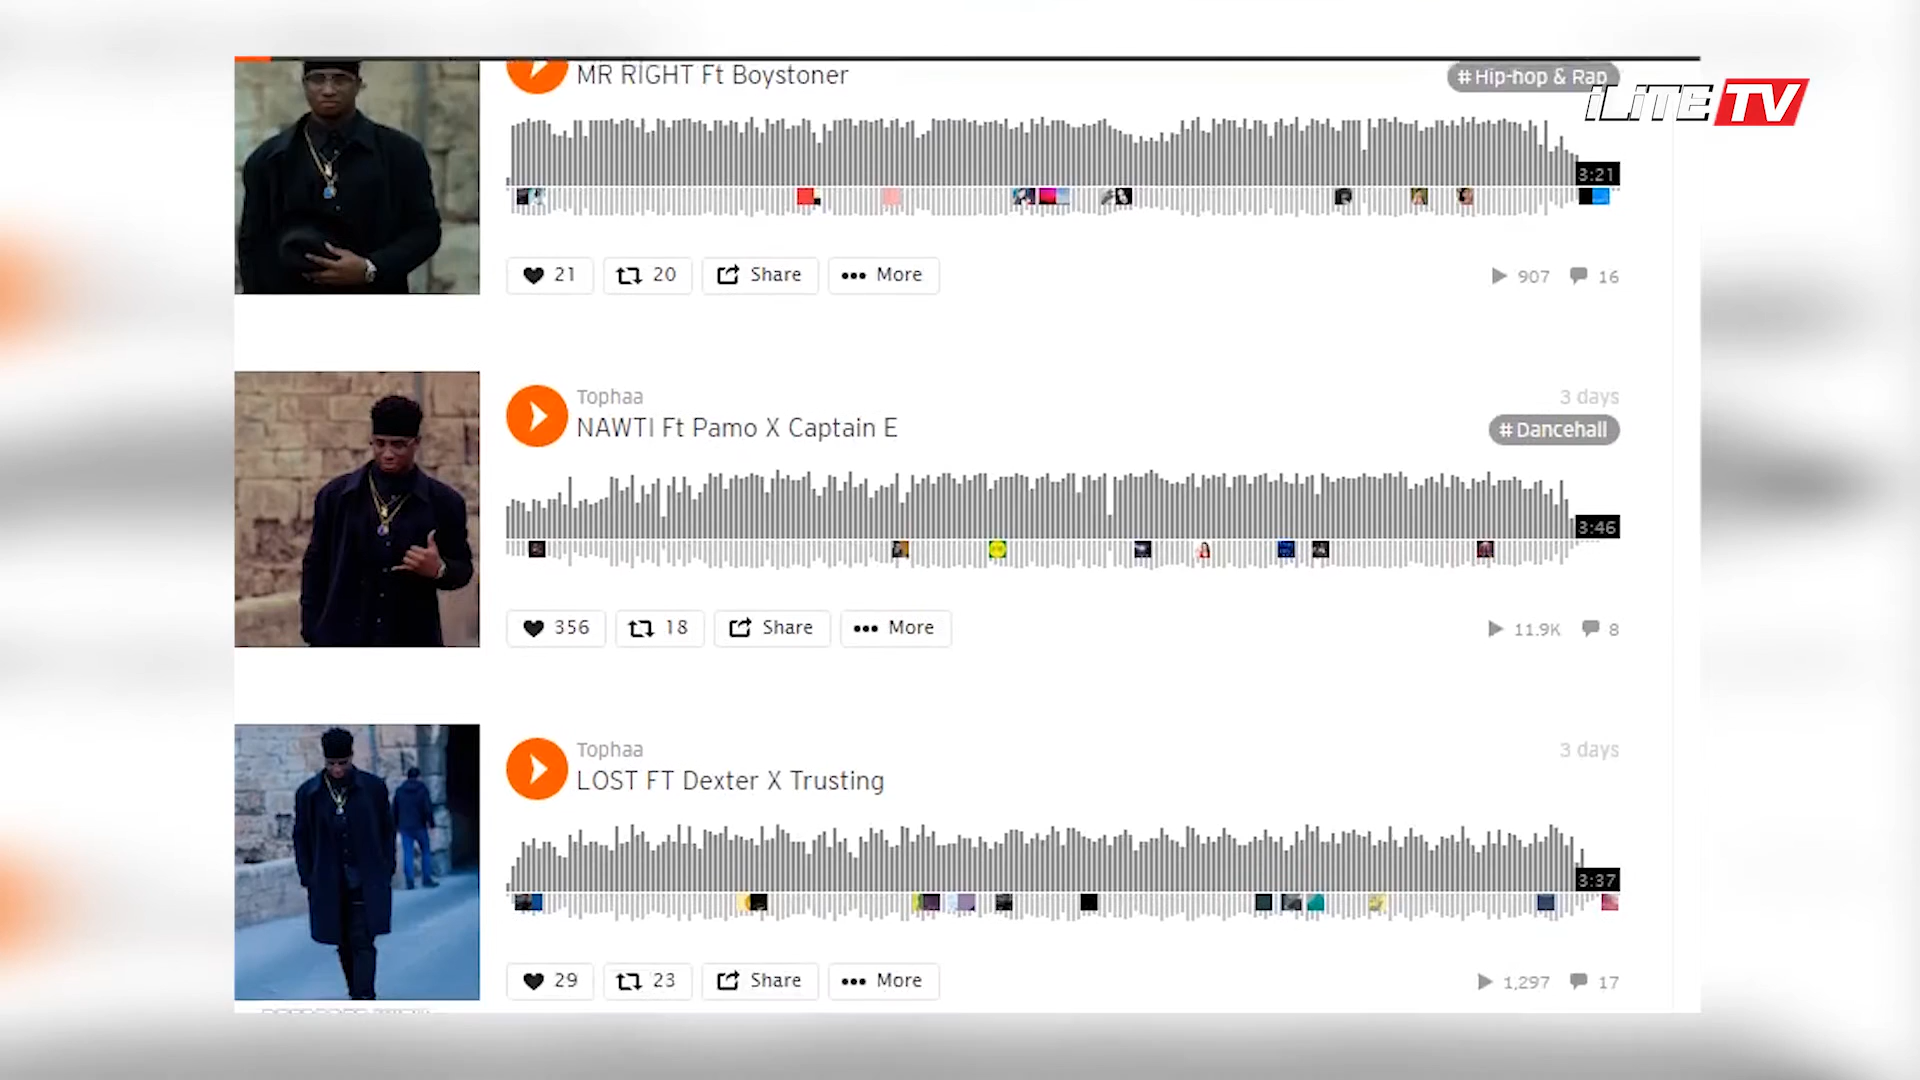 MR RIGHT Ft Boystoner
# Hip-hop & Rap
iLiTE TV
3:21
21
20
Share
••• More
907
16
Tophaa
3 days
NAWTI Ft Pamo X Captain E
# Dancehall
3:46
356
18
Share
••• More
11.9K
8
Tophaa
3 days
LOST FT Dexter X Trusting
3:37
29
23
Share
••• More
1,297
17